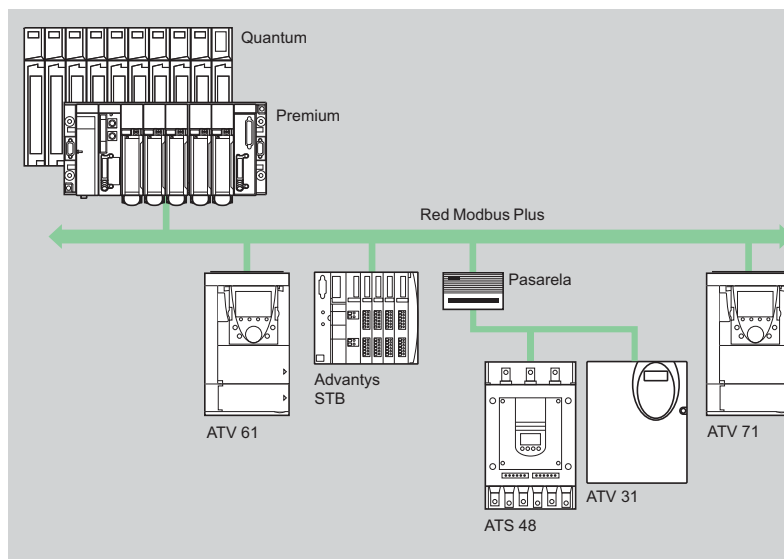 Quantum
Premium
Red Modbus Plus
Pasarela
Advantys
STB
ATV 61
ATV 71
ATV 31
ATS 48